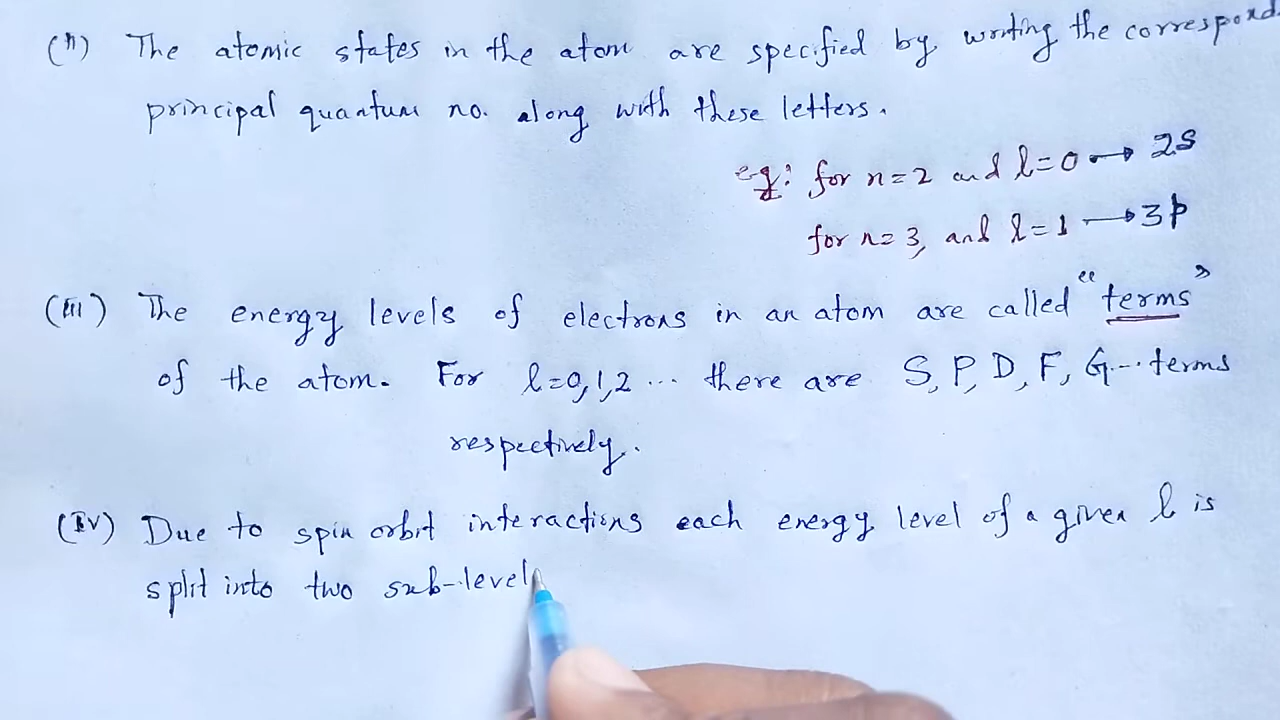 (ii) The atomic states in the atom are specified by writing the correspond
principal quantum no. along with these letters.
eg: for n=2 and l=0 → 2S
for n=3, and l=1 → 3p
(iii) The energy levels of electrons in an atom are called "terms"
of the atom. For l=0,1,2 ... there are S, P, D, F, G... terms
respectively.
(iv) Due to spin orbit interactions each energy level of a given l is
split into two sub-level